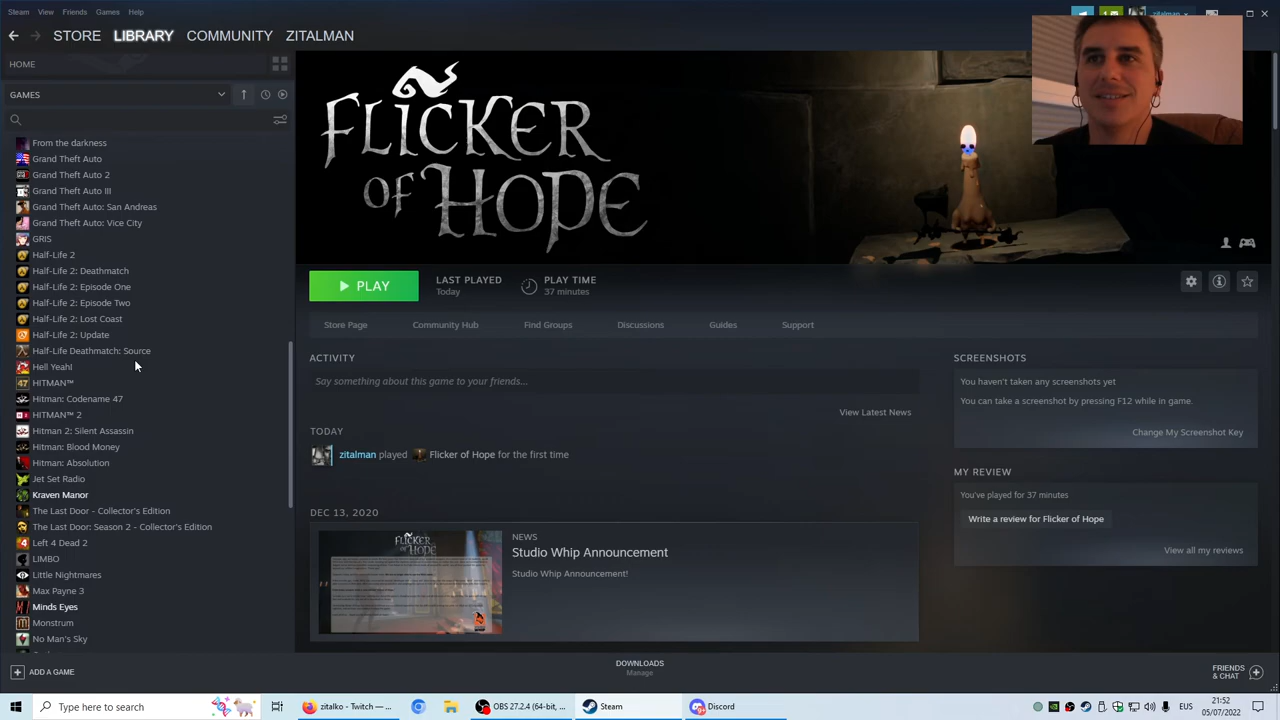 Steam View Friends Games Help
zitalman
STORE LIBRARY COMMUNITY ZITALMAN
HOME
GAMES
From the darkness
Grand Theft Auto
Grand Theft Auto 2
Grand Theft Auto III
Grand Theft Auto: San Andreas
Grand Theft Auto: Vice City
GRIS
Half-Life 2
Half-Life 2: Deathmatch
Half-Life 2: Episode One
Half-Life 2: Episode Two
Half-Life 2: Lost Coast
Half-Life 2: Update
Half-Life Deathmatch: Source
Hell Yeah!
HITMAN™
Hitman: Codename 47
HITMAN™ 2
Hitman 2: Silent Assassin
Hitman: Blood Money
Hitman: Absolution
Jet Set Radio
Kraven Manor
The Last Door - Collector's Edition
The Last Door: Season 2 - Collector's Edition
Left 4 Dead 2
LIMBO
Little Nightmares
Max Payne 3
Minds Eyes
Monstrum
No Man's Sky
ADD A GAME
FLICKER
OF HOPE
PLAY
LAST PLAYED
Today
PLAY TIME
37 minutes
Store Page Community Hub Find Groups Discussions Guides Support
ACTIVITY
Say something about this game to your friends...
View Latest News
TODAY
zitalman played Flicker of Hope for the first time
DEC 13, 2020
FLICKER OF HOPE
NEWS
Studio Whip Announcement
Studio Whip Announcement!
SCREENSHOTS
You haven't taken any screenshots yet
You can take a screenshot by pressing F12 while in game.
Change My Screenshot Key
MY REVIEW
You've played for 37 minutes
Write a review for Flicker of Hope
View all my reviews
DOWNLOADS
Manage
FRIENDS
& CHAT
Type here to search
zitalko - Twitch — ...
OBS 27.2.4 (64-bit, ...
Steam
Discord
EUS
21:52
05/07/2022